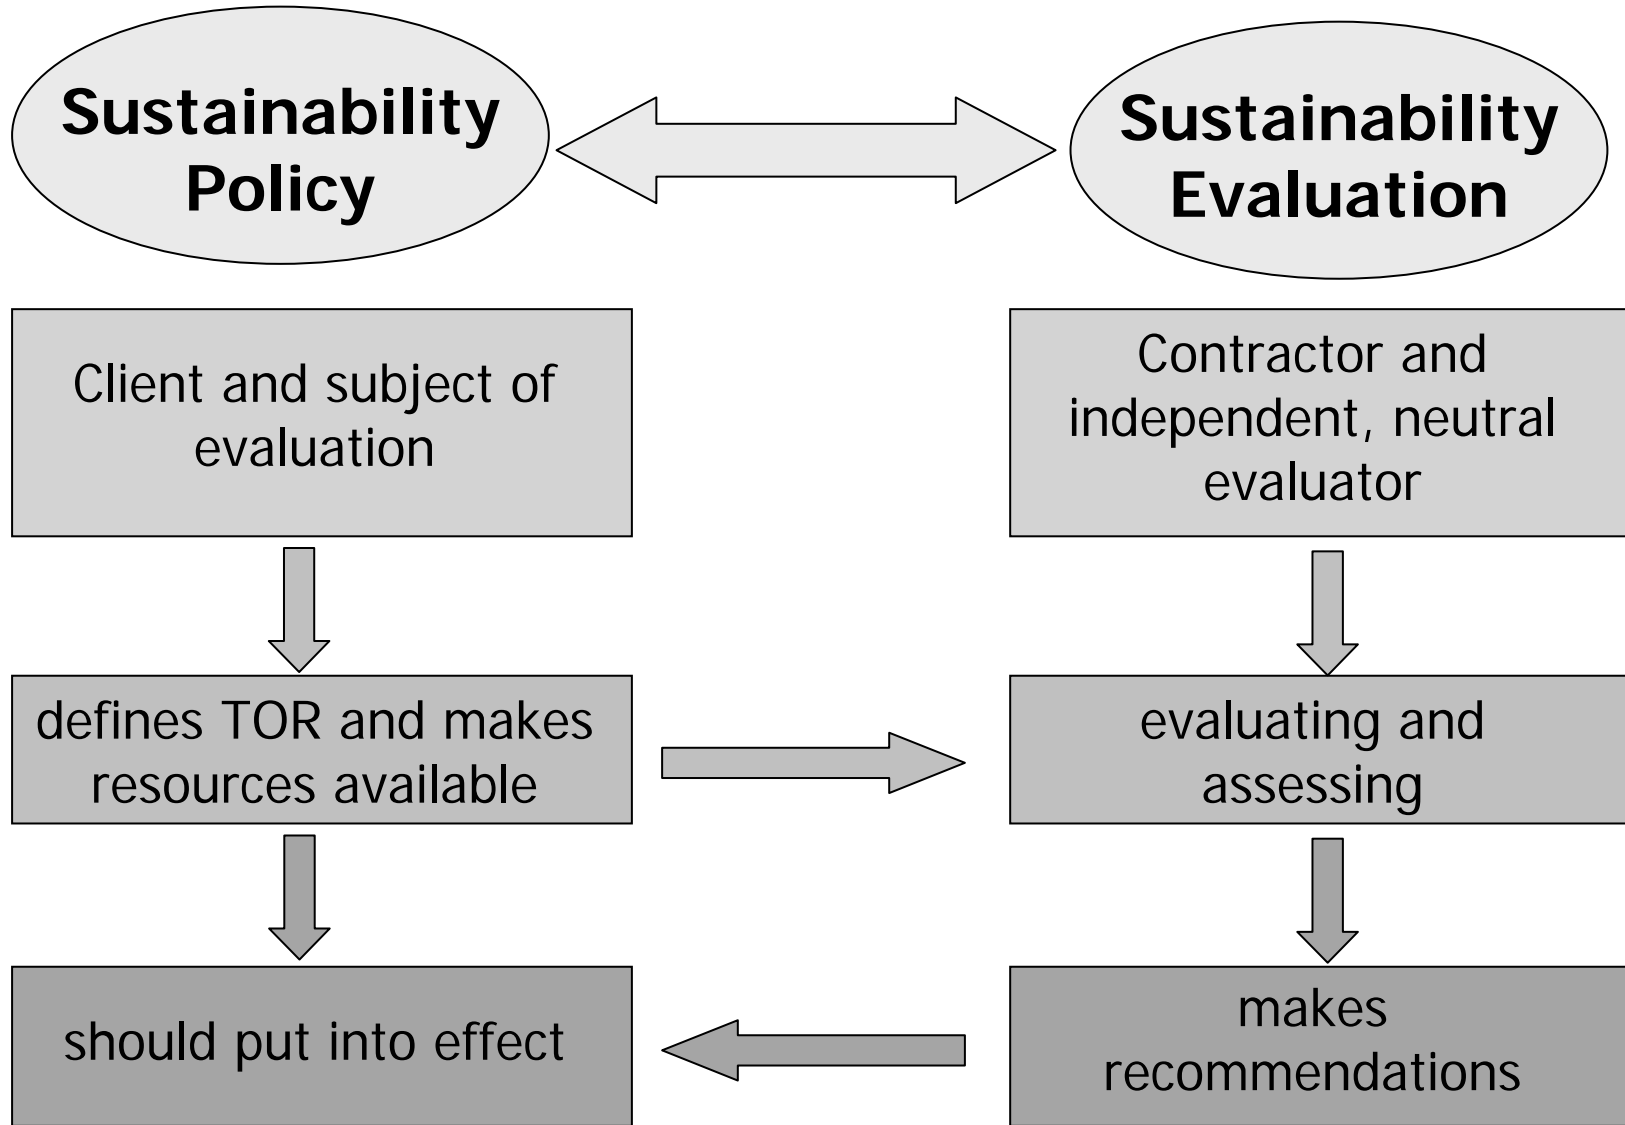 Sustainability
Policy
Sustainability
Evaluation
Client and subject of
evaluation
Contractor and
independent, neutral
evaluator
defines TOR and makes
resources available
evaluating and
assessing
should put into effect
makes
recommendations